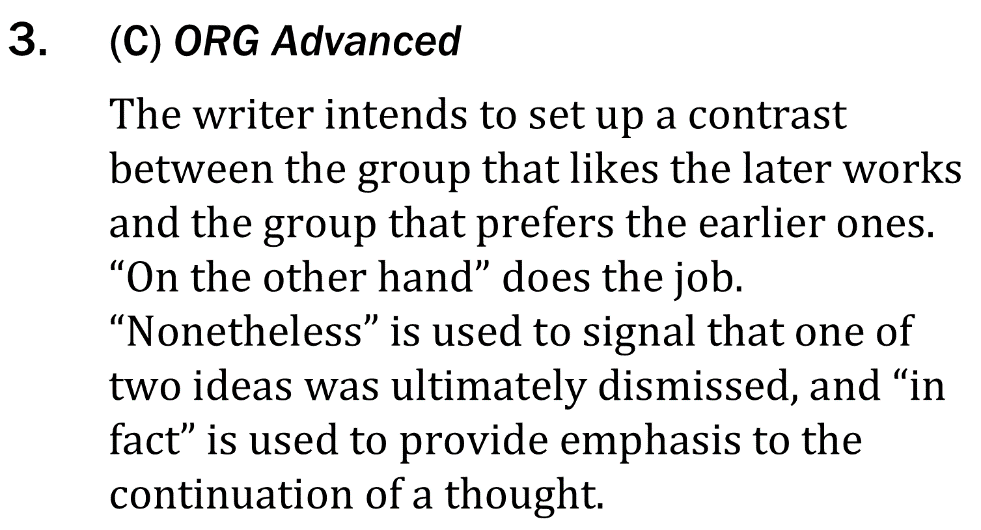 3. (C) ORG Advanced
The writer intends to set up a contrast
between the group that likes the later works
and the group that prefers the earlier ones.
“On the other hand” does the job.
“Nonetheless” is used to signal that one of
two ideas was ultimately dismissed, and “in
fact” is used to provide emphasis to the
continuation of a thought.